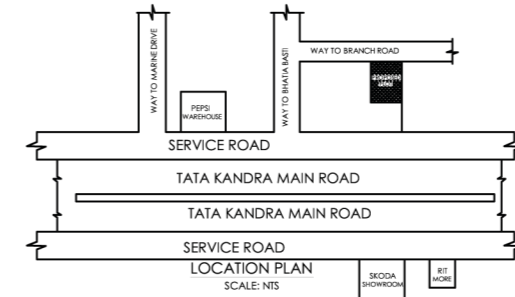 WAY TO MARINE DRIVE
WAY TO BHATIA BASTI
WAY TO BRANCH ROAD
PEPSI
WAREHOUSE
SERVICE ROAD
TATA KANDRA MAIN ROAD
TATA KANDRA MAIN ROAD
SERVICE ROAD
LOCATION PLAN
SCALE: NTS
SKODA
SHOWROOM
RIT
MORE